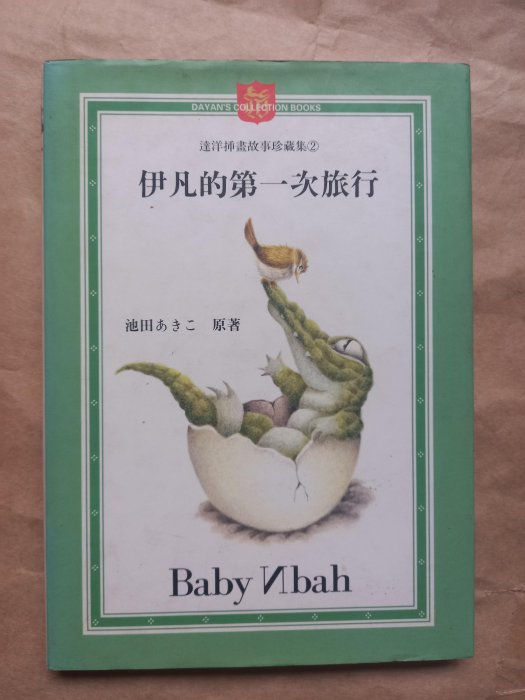 DAYAN'S COLLECTION BOOKS
達洋挿畫故事珍藏集②
伊凡的第一次旅行
池田あきこ 原著
Baby Иbah